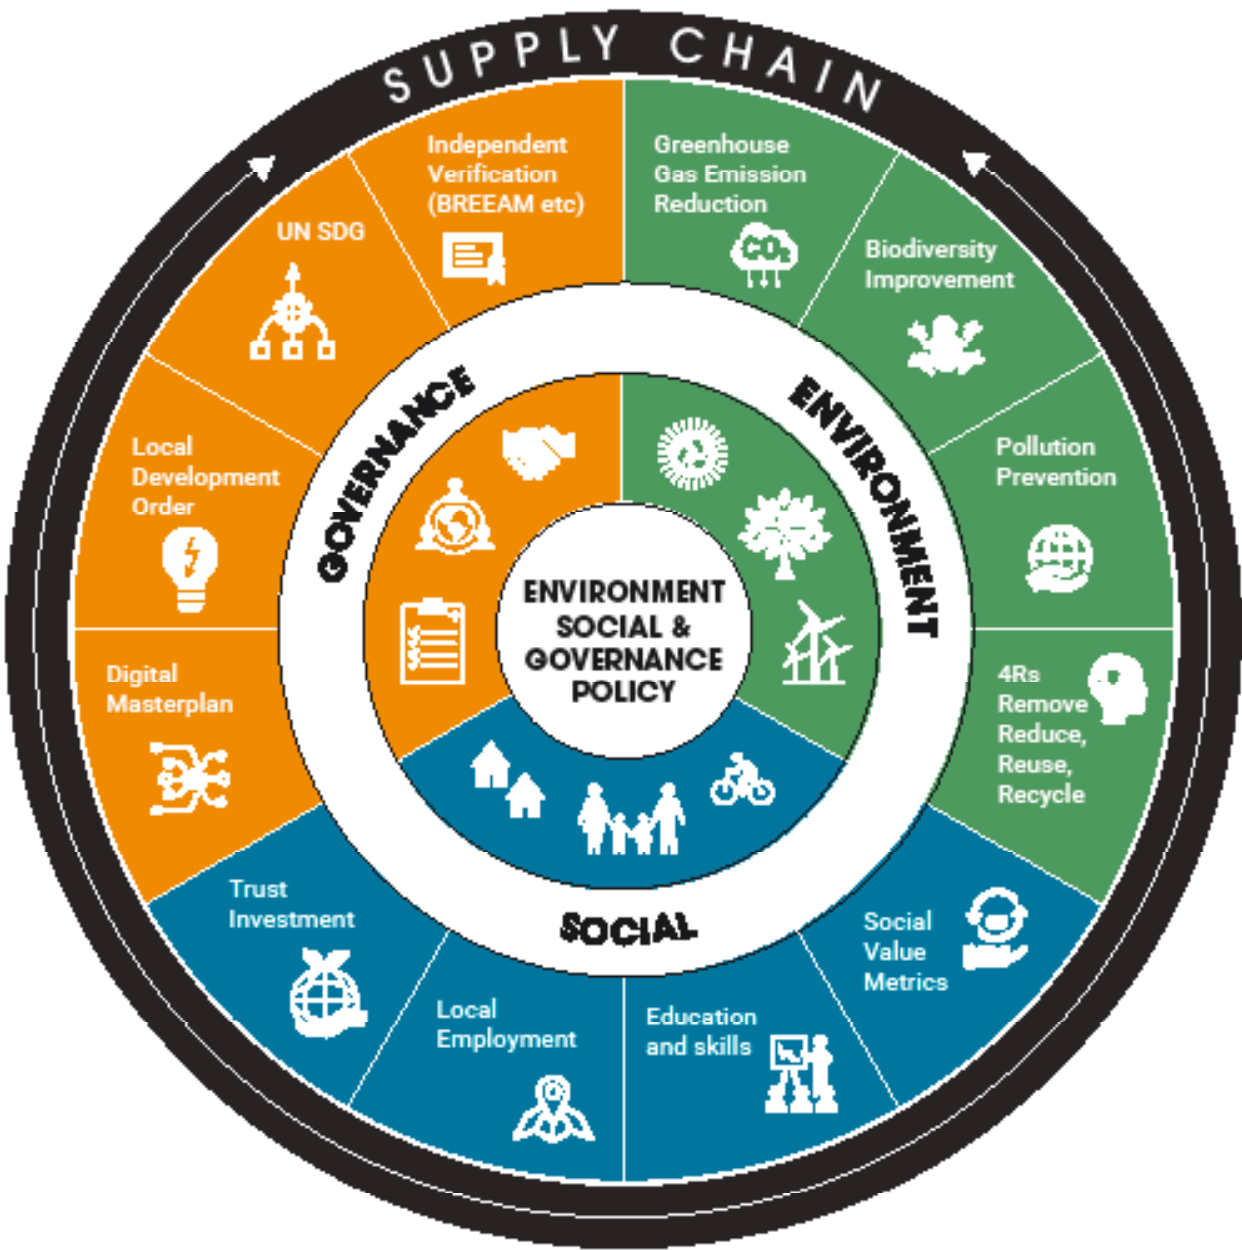 SUPPLY CHAIN
Independent
Verification
(BREEAM etc)
Greenhouse
Gas Emission
Reduction
CO₂
Biodiversity
Improvement
Pollution
Prevention
4Rs
Remove
Reduce,
Reuse,
Recycle
Social
Value
Metrics
Education
and skills
Local
Employment
Trust
Investment
Digital
Masterplan
Local
Development
Order
UN SDG
GOVERNANCE
ENVIRONMENT
SOCIAL
ENVIRONMENT
SOCIAL &
GOVERNANCE
POLICY